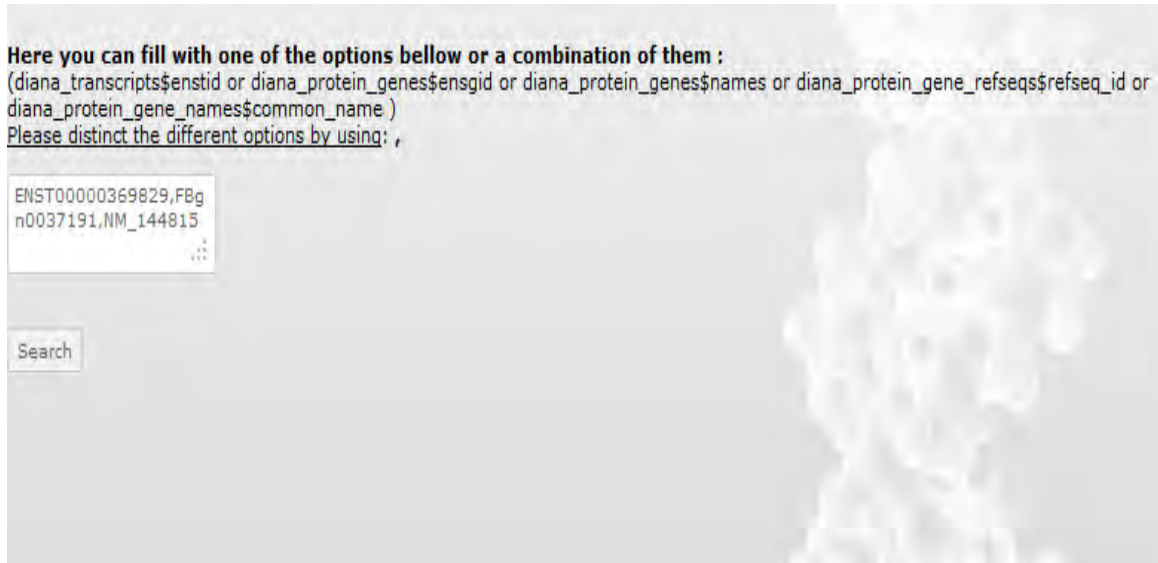 Here you can fill with one of the options bellow or a combination of them :
(diana_transcripts$enstid or diana_protein_genes$ensgid or diana_protein_genes$names or diana_protein_gene_refseqs$refseq_id or
diana_protein_gene_names$common_name )
Please distinct the different options by using: ,
ENST00000369829,FBg
n0037191,NM_144815
Search